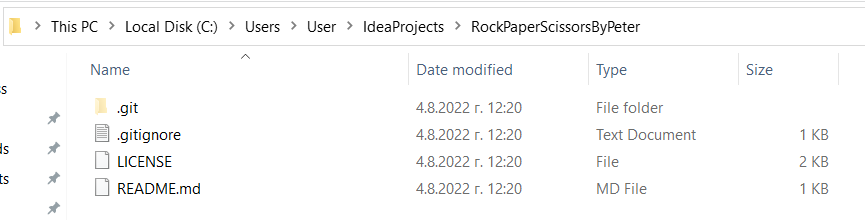 This PC > Local Disk (C:) > Users > User > IdeaProjects > RockPaperScissorsByPeter
Name Date modified Type Size
.git 4.8.2022 г. 12:20 File folder
.gitignore 4.8.2022 г. 12:20 Text Document 1 KB
LICENSE 4.8.2022 г. 12:20 File 2 KB
README.md 4.8.2022 г. 12:20 MD File 1 KB